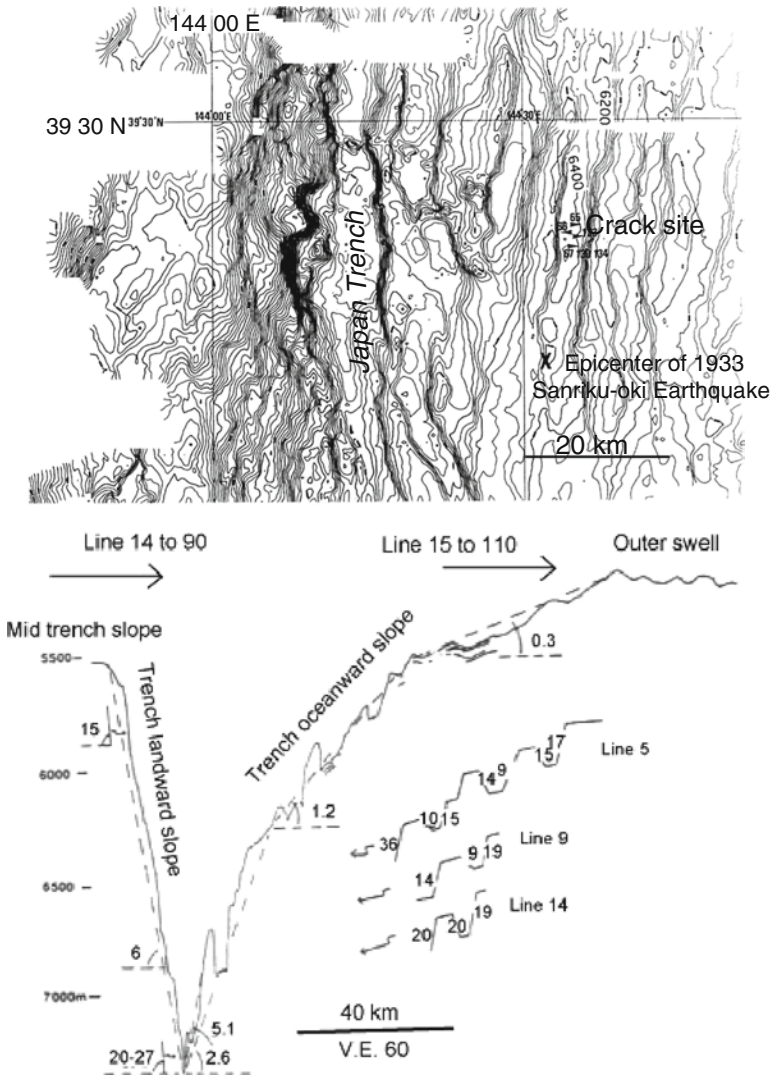 144 00 E
39 30 N
39°30'N
144°00'E
144°30'E
6200
6400
65
Crack site
Japan Trench
X Epicenter of 1933
Sanriku-oki Earthquake
20 km
Line 14 to 90
Line 15 to 110
Outer swell
Mid trench slope
5500
0.3
Trench landward slope
Trench oceanward slope
15
17
15
Line 5
6000
14 9
1.2
10 15
36
9 19
Line 9
6500
14
19
Line 14
20
20
6
7000m
40 km
5.1
V.E. 60
20-27
2.6